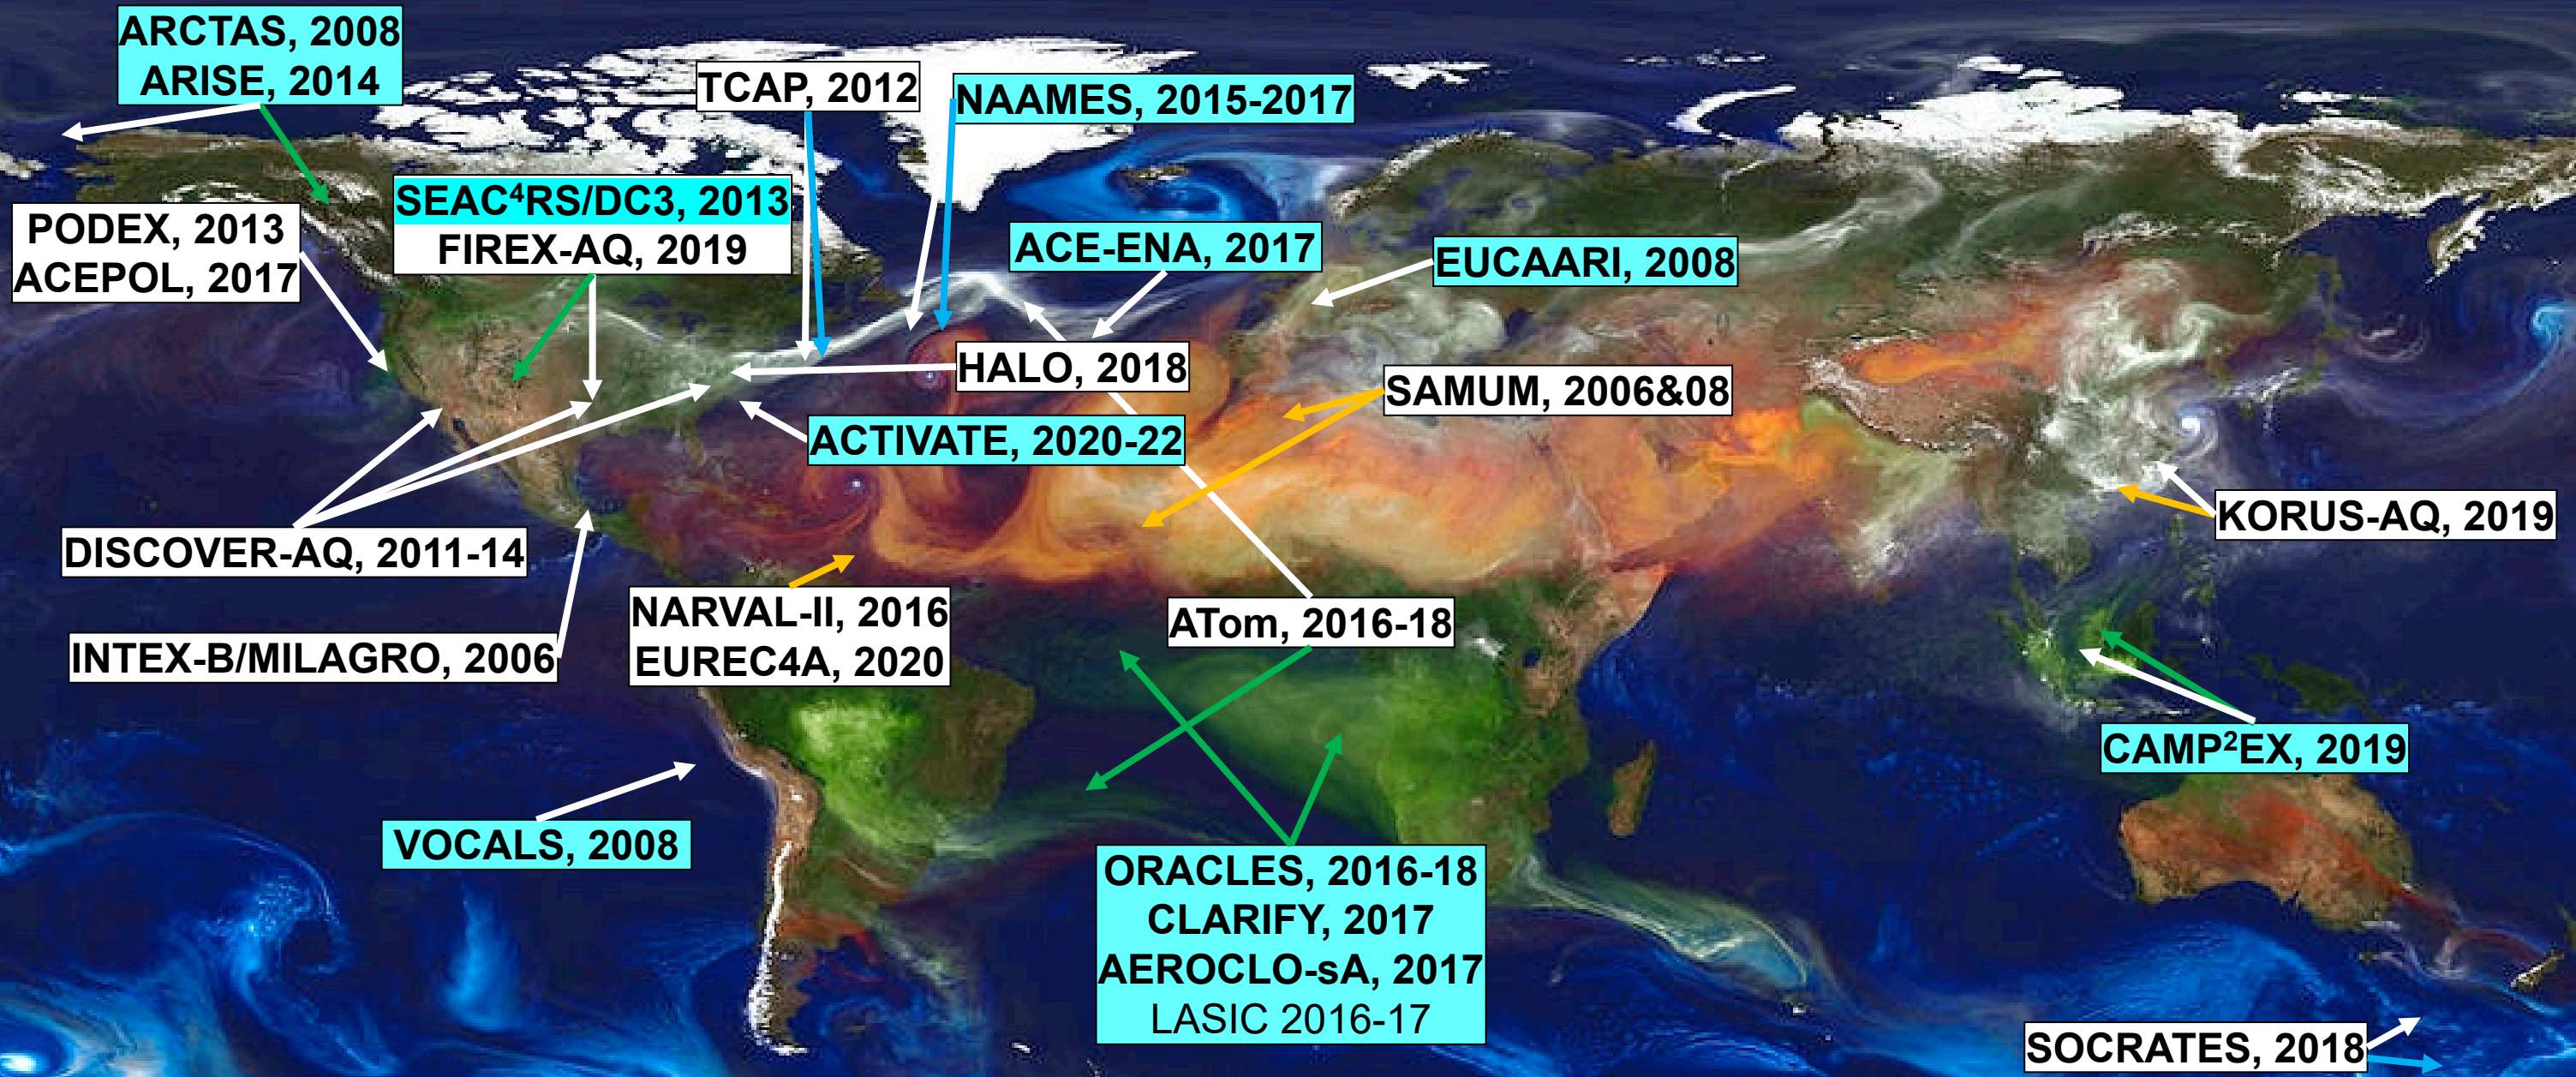 ARCTAS, 2008
ARISE, 2014
TCAP, 2012
NAAMES, 2015-2017
SEAC⁴RS/DC3, 2013
FIREX-AQ, 2019
PODEX, 2013
ACEPOL, 2017
ACE-ENA, 2017
EUCAARI, 2008
HALO, 2018
SAMUM, 2006&08
ACTIVATE, 2020-22
KORUS-AQ, 2019
DISCOVER-AQ, 2011-14
NARVAL-II, 2016
EUREC4A, 2020
ATom, 2016-18
INTEX-B/MILAGRO, 2006
CAMP²EX, 2019
VOCALS, 2008
ORACLES, 2016-18
CLARIFY, 2017
AEROCLO-sA, 2017
LASIC 2016-17
SOCRATES, 2018